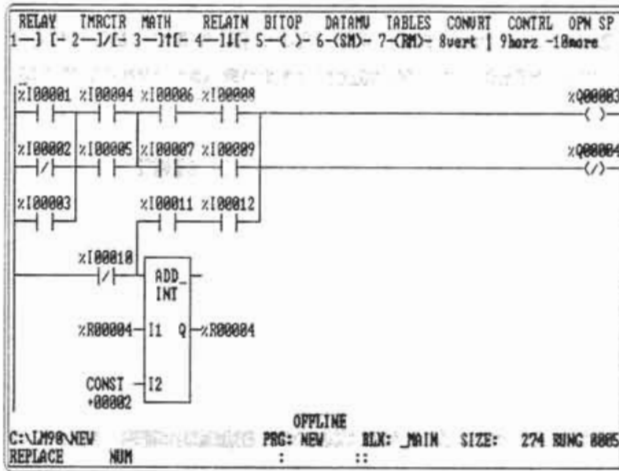 RELAY TMRCTR MATH RELATN BITOP DATAMV TABLES CONVRT CONTRL OPN SP
1—] [— 2—]/[— 3—]↑[— 4—]↓[— 5—( )— 6—(SM)— 7—(RM)— 8vert | 9horz —10more
%I00001 %I00004 %I00006 %I00008 %Q00003
%I00002 %I00005 %I00007 %I00009 %Q00004
%I00003 %I00011 %I00012
%I00010
ADD_
INT
%R00004 I1 Q %R00004
CONST I2
+00002
OFFLINE
C:\LM90\NEW PRG: NEW BLK: _MAIN SIZE: 274 RUNG 0005
REPLACE NUM : ::